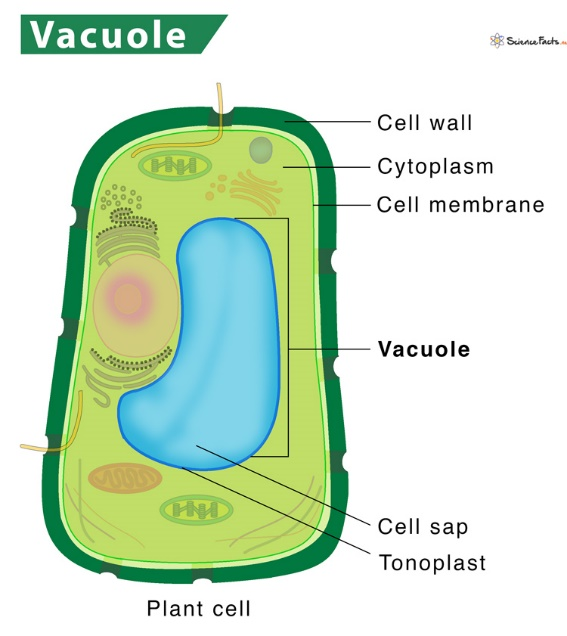 Vacuole
ScienceFacts.net
Cell wall
Cytoplasm
Cell membrane
Vacuole
Cell sap
Tonoplast
Plant cell